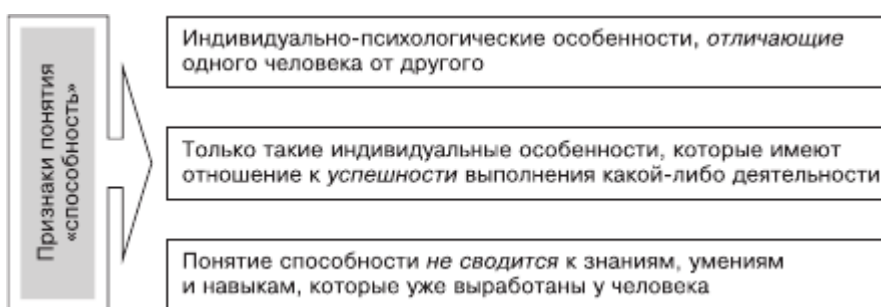 Признаки понятия
«способность»
Индивидуально-психологические особенности, отличающие
одного человека от другого
Только такие индивидуальные особенности, которые имеют
отношение к успешности выполнения какой-либо деятельности
Понятие способности не сводится к знаниям, умениям
и навыкам, которые уже выработаны у человека